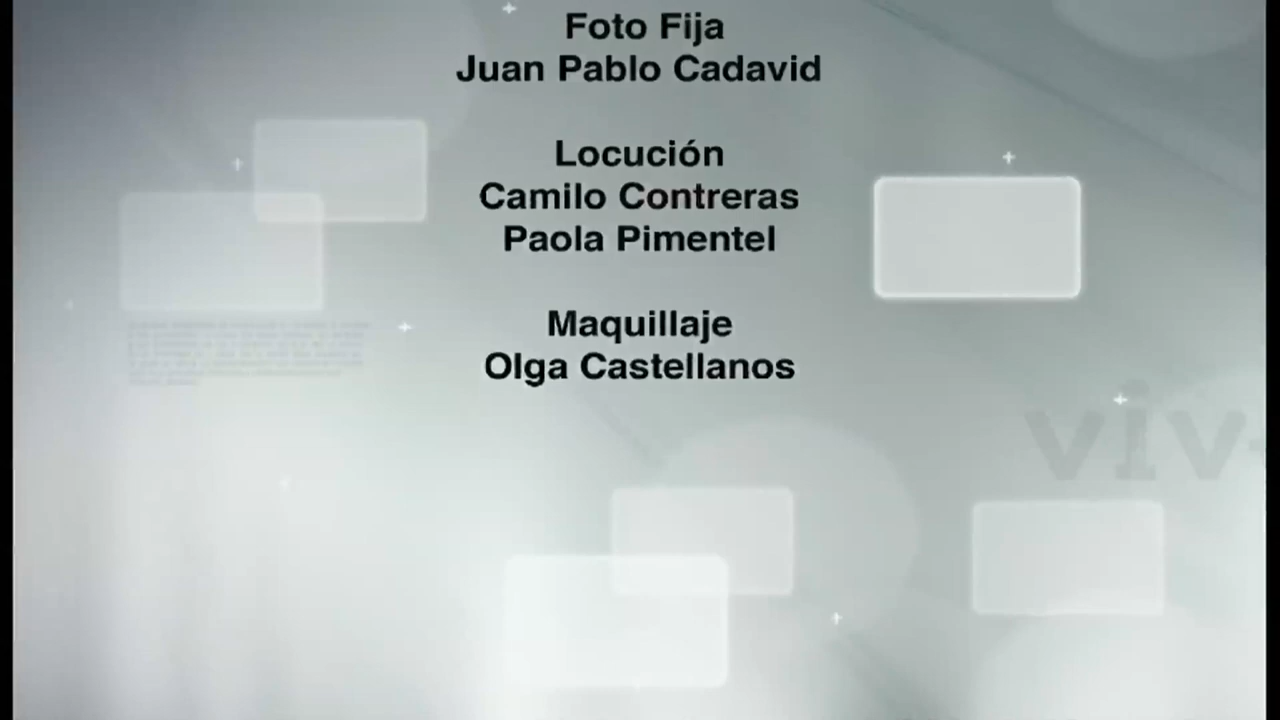 Foto Fija
Juan Pablo Cadavid
Locución
Camilo Contreras
Paola Pimentel
Maquillaje
Olga Castellanos